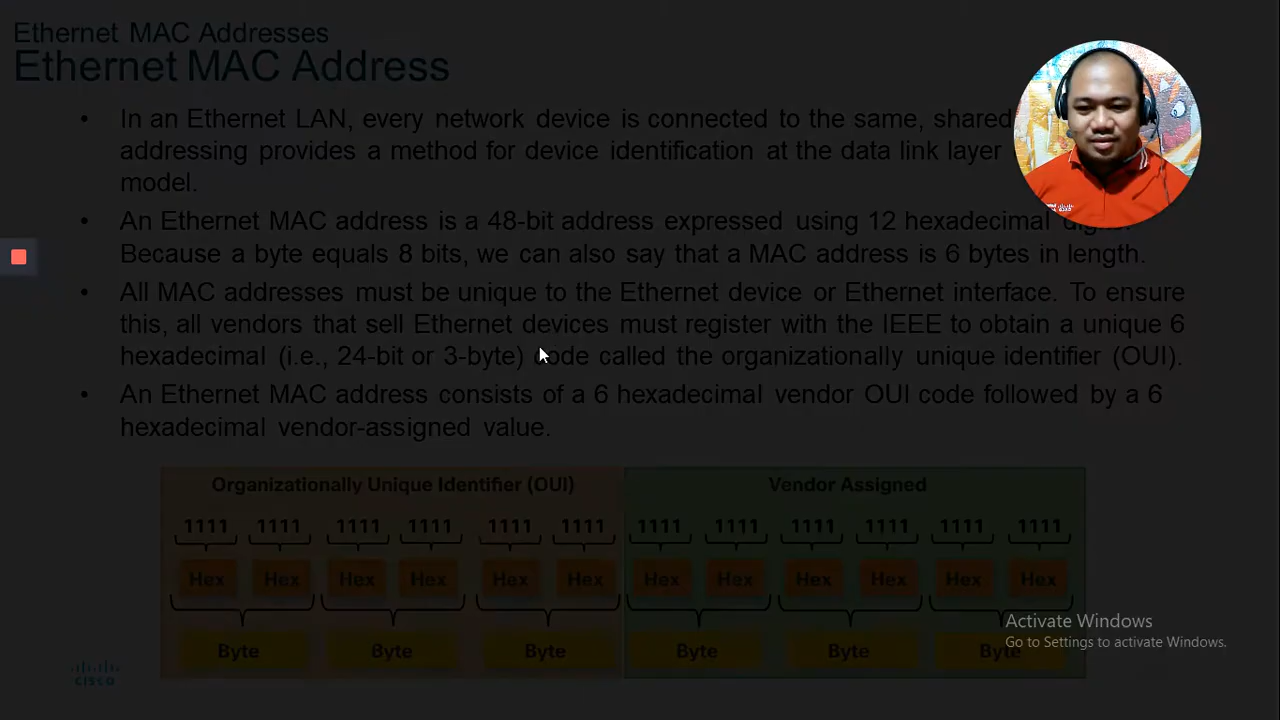 Ethernet MAC Addresses
Ethernet MAC Address
• In an Ethernet LAN, every network device is connected to the same, shared
addressing provides a method for device identification at the data link layer
model.
• An Ethernet MAC address is a 48-bit address expressed using 12 hexadecimal
Because a byte equals 8 bits, we can also say that a MAC address is 6 bytes in length.
• All MAC addresses must be unique to the Ethernet device or Ethernet interface. To ensure
this, all vendors that sell Ethernet devices must register with the IEEE to obtain a unique 6
hexadecimal (i.e., 24-bit or 3-byte) code called the organizationally unique identifier (OUI).
• An Ethernet MAC address consists of a 6 hexadecimal vendor OUI code followed by a 6
hexadecimal vendor-assigned value.
Organizationally Unique Identifier (OUI) Vendor Assigned
1111 1111 1111 1111 1111 1111 1111 1111 1111 1111 1111 1111
Hex Hex Hex Hex Hex Hex Hex Hex Hex Hex Hex Hex
Byte Byte Byte Byte Byte Byte
Activate Windows
Go to Settings to activate Windows.
CISCO